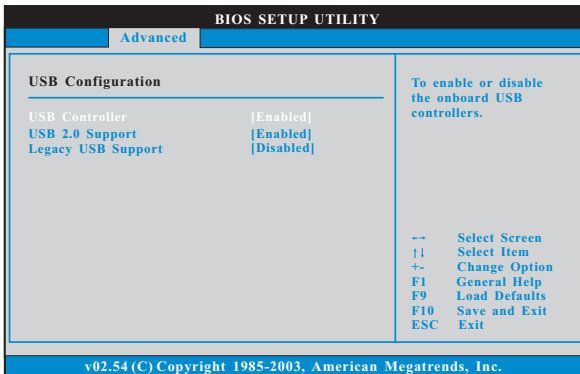 BIOS SETUP UTILITY
Advanced
USB Configuration
USB Controller [Enabled]
USB 2.0 Support [Enabled]
Legacy USB Support [Disabled]
To enable or disable
the onboard USB
controllers.
←→ Select Screen
↑↓ Select Item
+- Change Option
F1 General Help
F9 Load Defaults
F10 Save and Exit
ESC Exit
v02.54 (C) Copyright 1985-2003, American Megatrends, Inc.